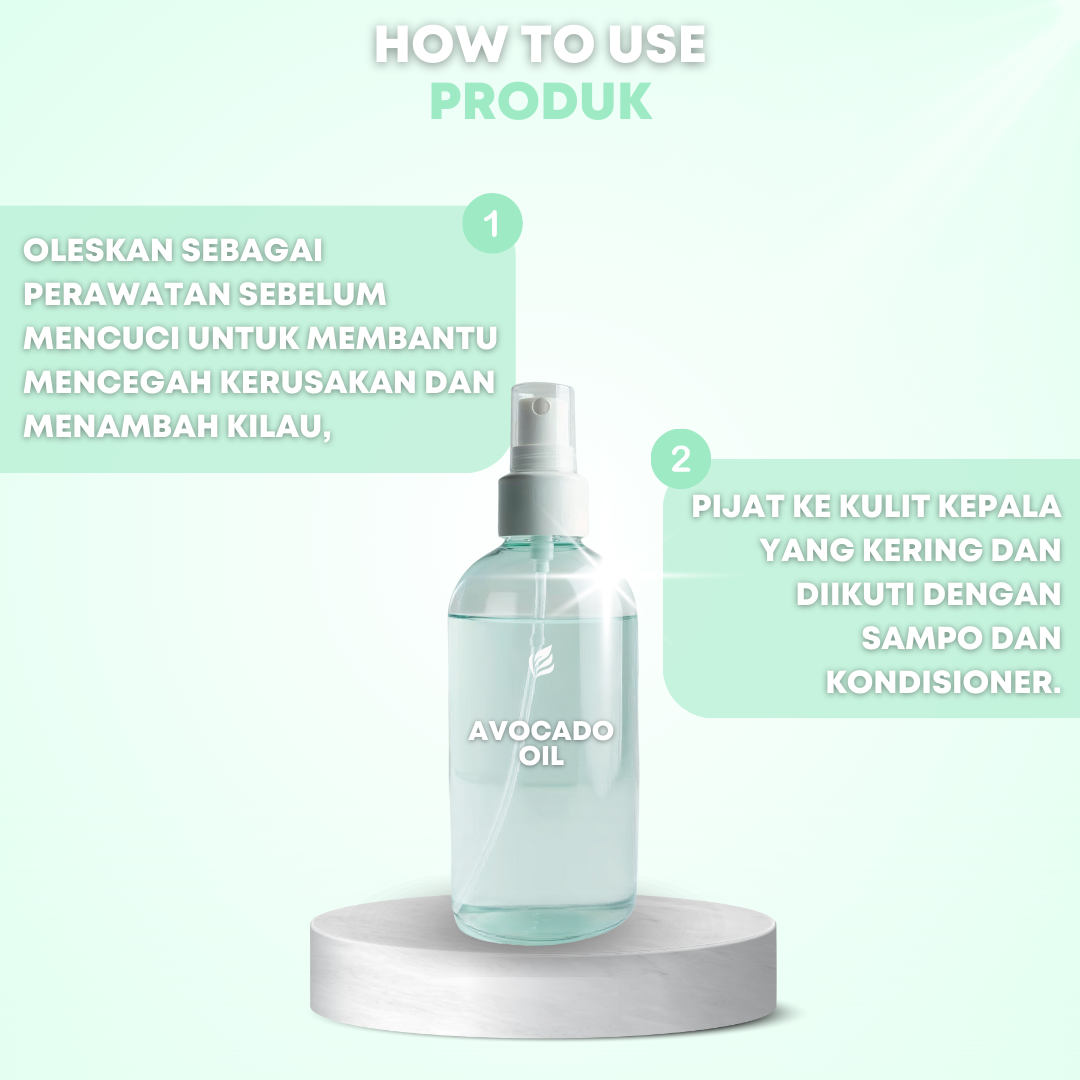 HOW TO USE
PRODUK
1
OLESKAN SEBAGAI
PERAWATAN SEBELUM
MENCUCI UNTUK MEMBANTU
MENCEGAH KERUSAKAN DAN
MENAMBAH KILAU,
2
PIJAT KE KULIT KEPALA
YANG KERING DAN
DIIKUTI DENGAN
SAMPO DAN
KONDISIONER.
AVOCADO
OIL